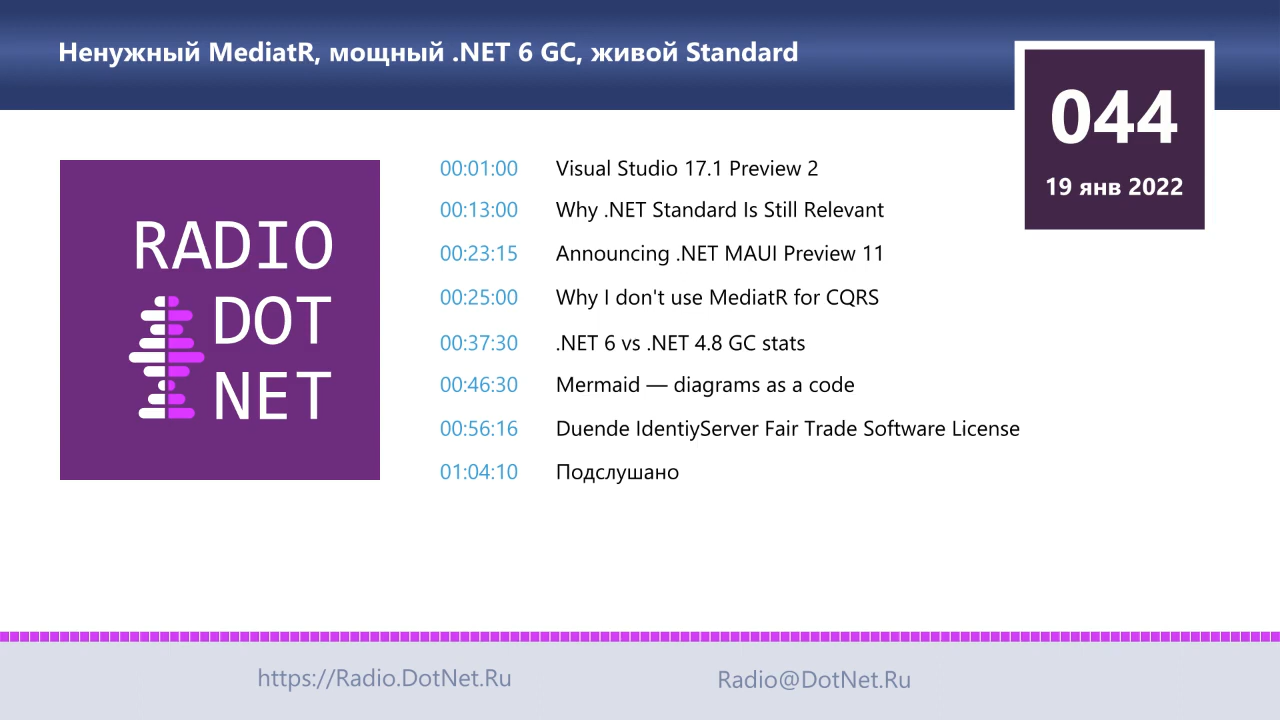 Ненужный MediatR, мощный .NET 6 GC, живой Standard
044
19 янв 2022
RADIO
DOT
NET
00:01:00 Visual Studio 17.1 Preview 2
00:13:00 Why .NET Standard Is Still Relevant
00:23:15 Announcing .NET MAUI Preview 11
00:25:00 Why I don't use MediatR for CQRS
00:37:30 .NET 6 vs .NET 4.8 GC stats
00:46:30 Mermaid — diagrams as a code
00:56:16 Duende IdentiyServer Fair Trade Software License
01:04:10 Подслушано
https://Radio.DotNet.Ru
Radio@DotNet.Ru